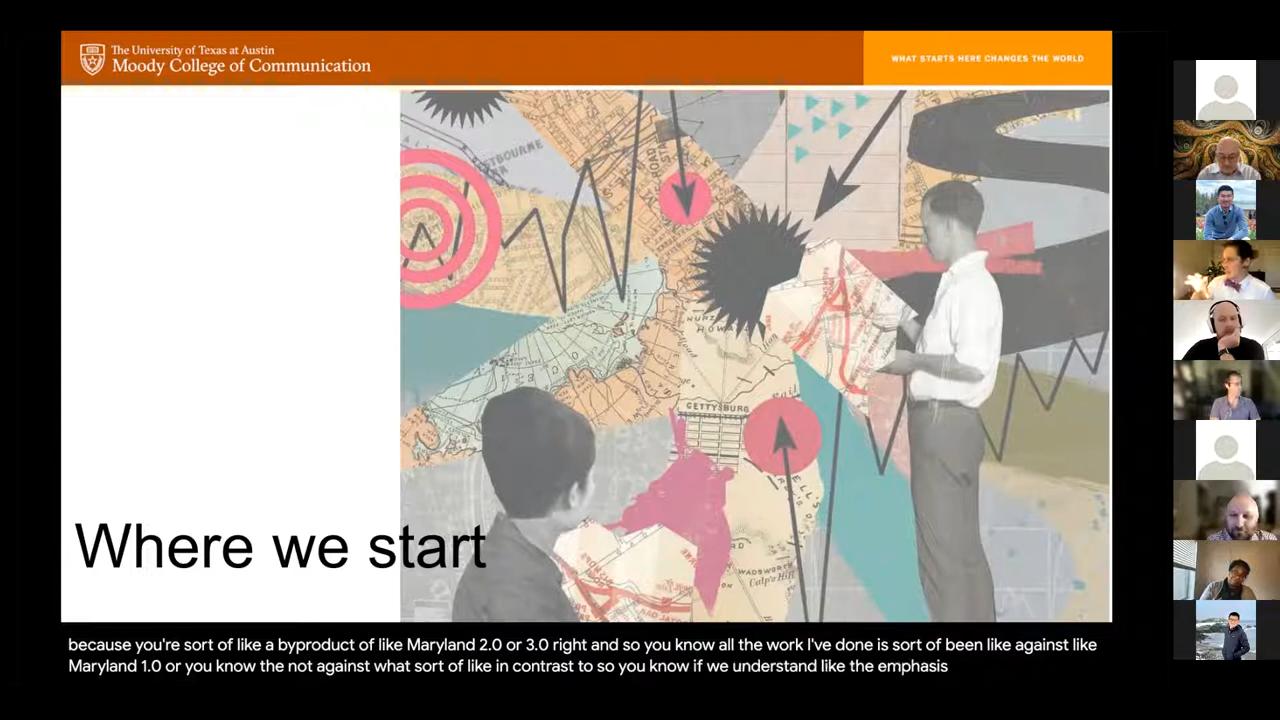 The University of Texas at Austin
Moody College of Communication
WHAT STARTS HERE CHANGES THE WORLD
GETTYSBURG
WADSWORTH
Culp's Hill
Where we start
because you're sort of like a byproduct of like Maryland 2.0 or 3.0 right and so you know all the work I've done is sort of been like against like
Maryland 1.0 or you know the not against what sort of like in contrast to so you know if we understand like the emphasis